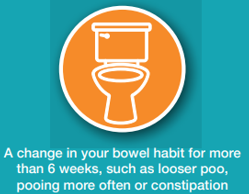 A change in your bowel habit for more
than 6 weeks, such as looser poo,
pooing more often or constipation